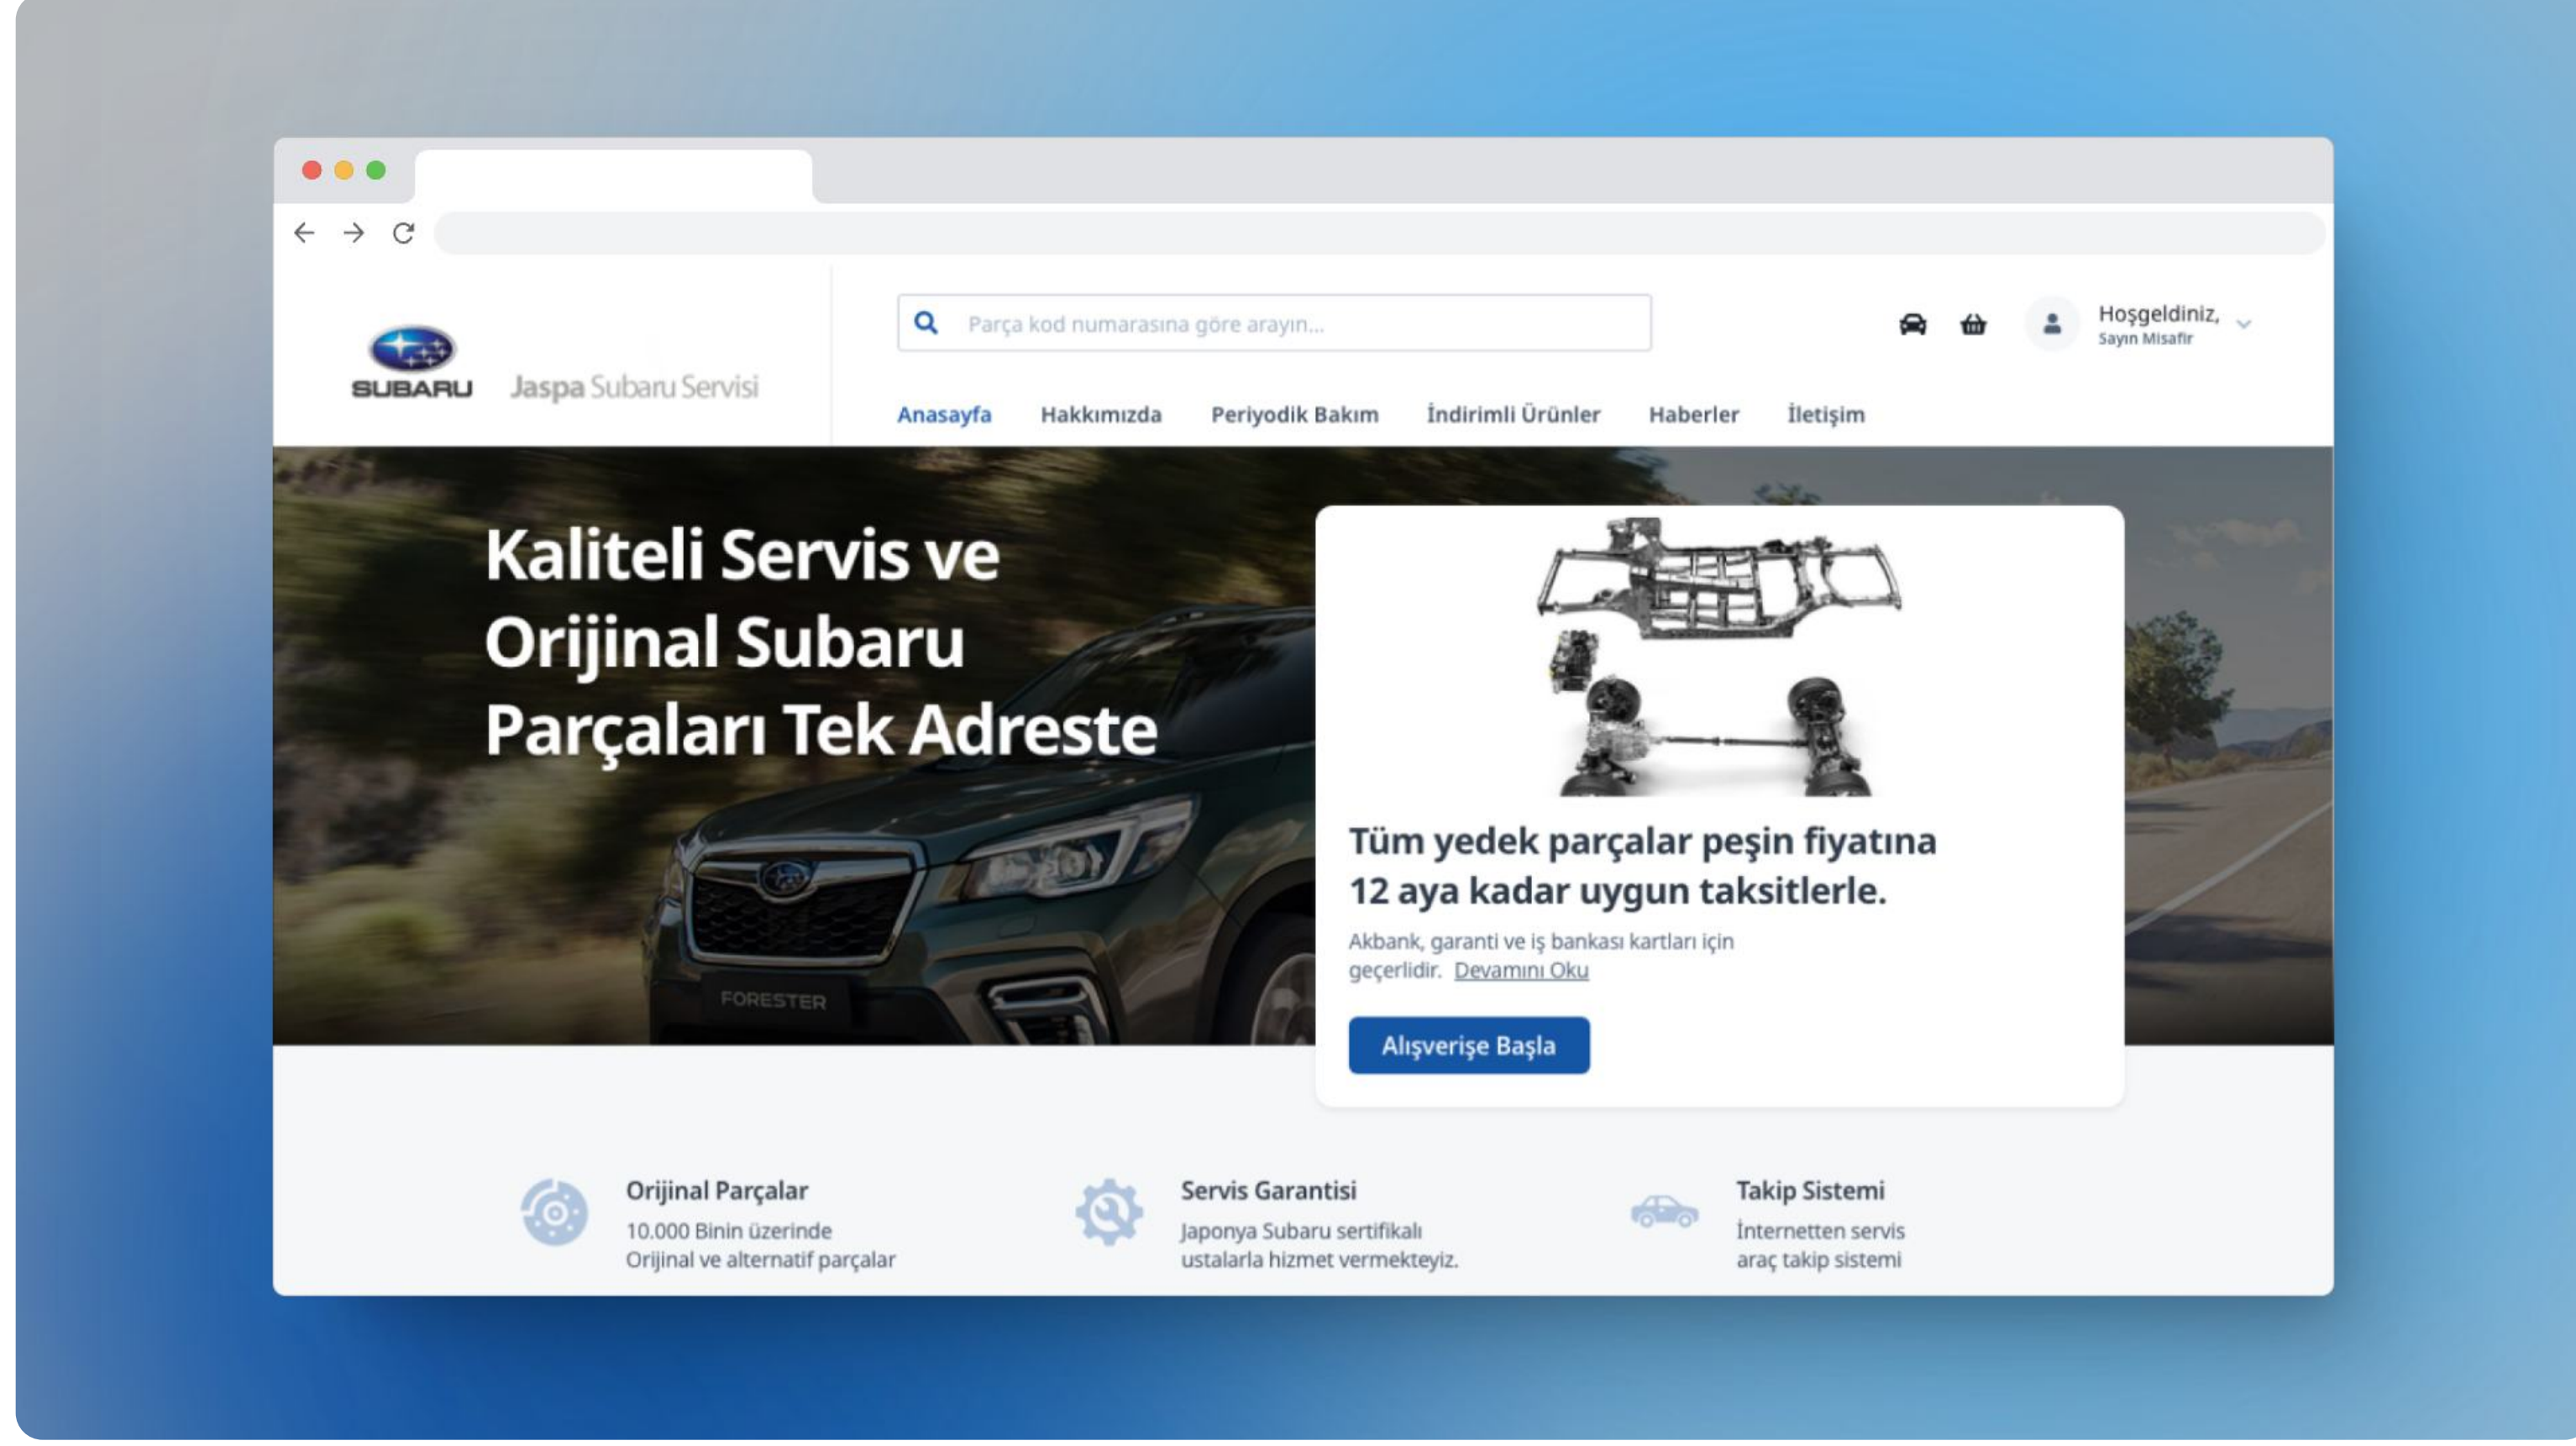 Parça kod numarasına göre arayın...
Hoşgeldiniz,
Sayın Misafir
SUBARU
Jaspa Subaru Servisi
Anasayfa Hakkımızda Periyodik Bakım İndirimli Ürünler Haberler İletişim
Kaliteli Servis ve
Orijinal Subaru
Parçaları Tek Adreste
FORESTER
Tüm yedek parçalar peşin fiyatına
12 aya kadar uygun taksitlerle.
Akbank, garanti ve iş bankası kartları için
geçerlidir. Devamını Oku
Alışverişe Başla
Orijinal Parçalar
10.000 Binin üzerinde
Orijinal ve alternatif parçalar
Servis Garantisi
Japonya Subaru sertifikalı
ustalarla hizmet vermekteyiz.
Takip Sistemi
İnternetten servis
araç takip sistemi